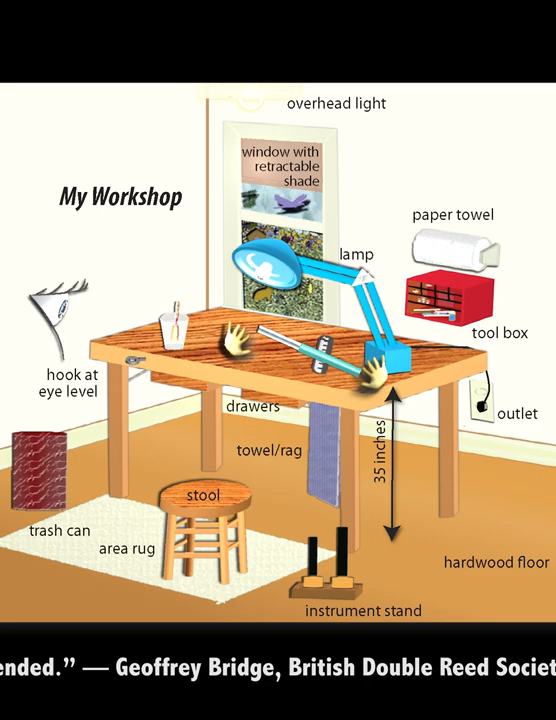 overhead light
window with
retractable
shade
My Workshop
paper towel
lamp
tool box
hook at
eye level
drawers
outlet
towel/rag
35 inches
stool
trash can
area rug
hardwood floor
instrument stand
ended.” — Geoffrey Bridge, British Double Reed Societ